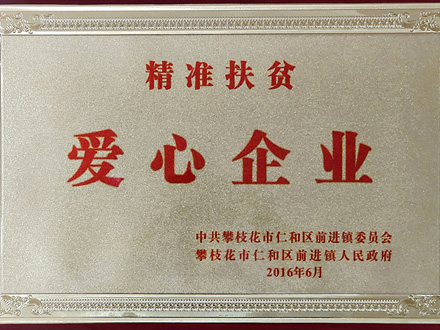 精准扶贫
爱心企业
中共攀枝花市仁和区前进镇委员会
攀枝花市仁和区前进镇人民政府
2016年6月